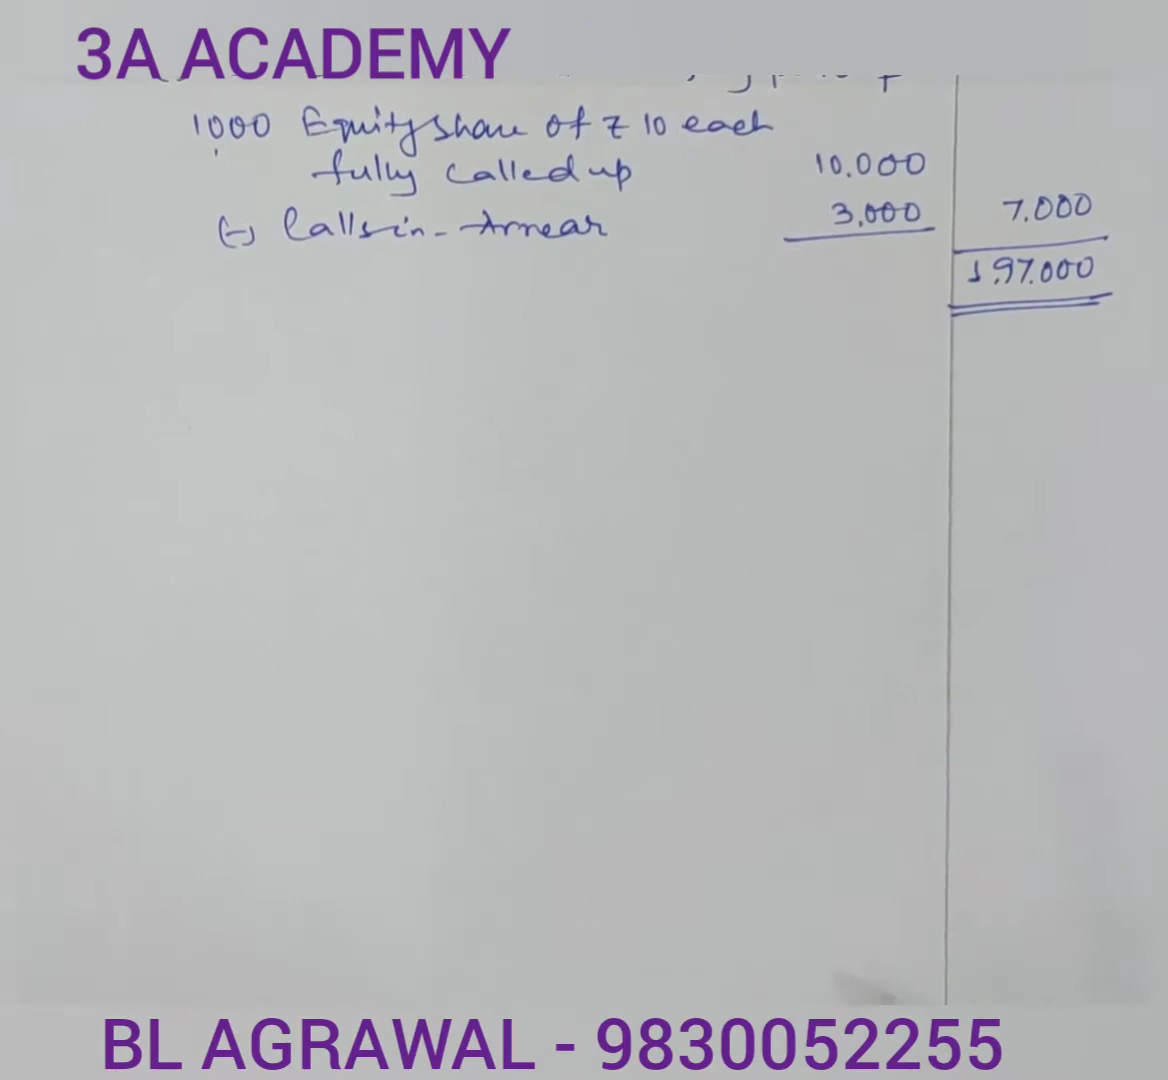 3A ACADEMY
1000 Equity share of ₹ 10 each
fully called up 10,000
(-) Calls-in-Arrear 3,000 7,000
1,97,000
BL AGRAWAL - 9830052255